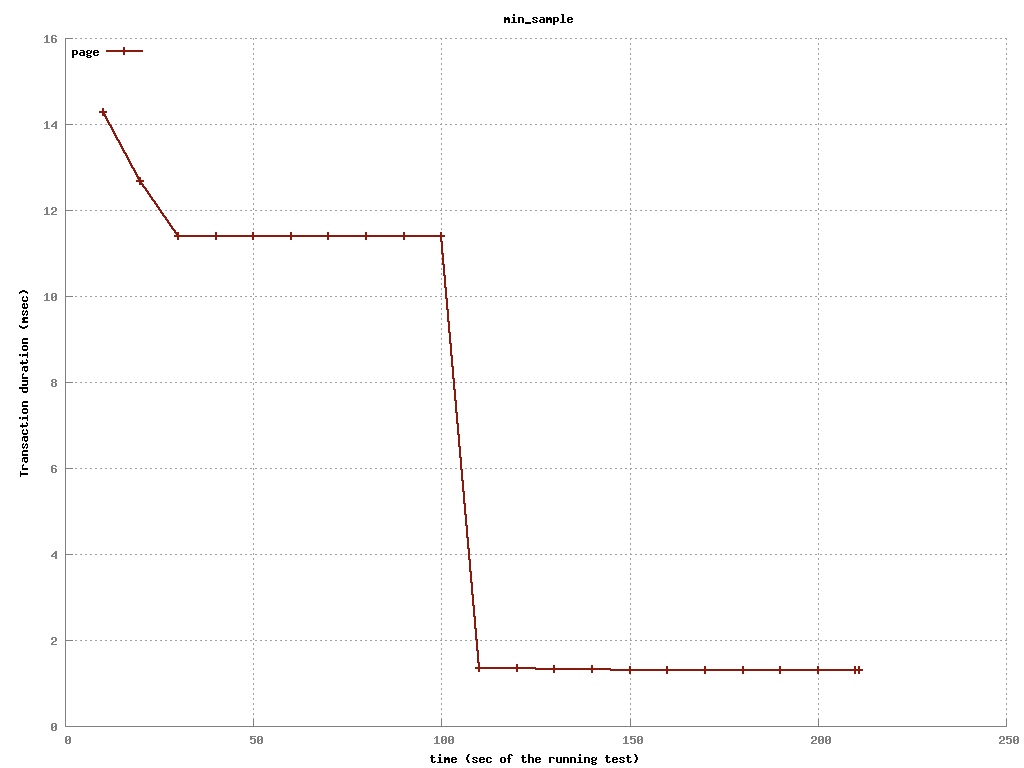 min_sample
page
16
14
12
10
8
6
4
2
0
Transaction duration (msec)
0 50 100 150 200 250
time (sec of the running test)